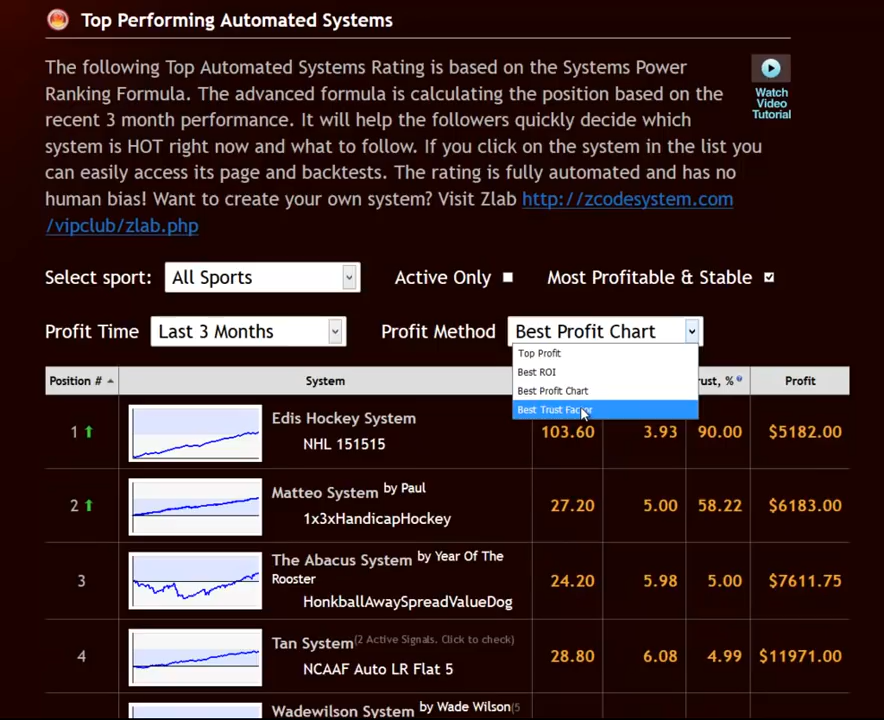 Top Performing Automated Systems
The following Top Automated Systems Rating is based on the Systems Power
Ranking Formula. The advanced formula is calculating the position based on the
recent 3 month performance. It will help the followers quickly decide which
system is HOT right now and what to follow. If you click on the system in the list you
can easily access its page and backtests. The rating is fully automated and has no
human bias! Want to create your own system? Visit Zlab http://zcodesystem.com
/vipclub/zlab.php
Watch
Video
Tutorial
Select sport: All Sports Active Only Most Profitable & Stable
Profit Time Last 3 Months Profit Method Best Profit Chart
Top Profit
Best ROI
Best Profit Chart
Best Trust Factor
Position # System rust, % Profit
1 Edis Hockey System 103.60 3.93 90.00 $5182.00
NHL 151515
2 Matteo System by Paul 27.20 5.00 58.22 $6183.00
1x3xHandicapHockey
3 The Abacus System by Year Of The
Rooster 24.20 5.98 5.00 $7611.75
HonkballAwaySpreadValueDog
4 Tan System (2 Active Signals. Click to check) 28.80 6.08 4.99 $11971.00
NCAAF Auto LR Flat 5
Wadewilson System by Wade Wilson (5